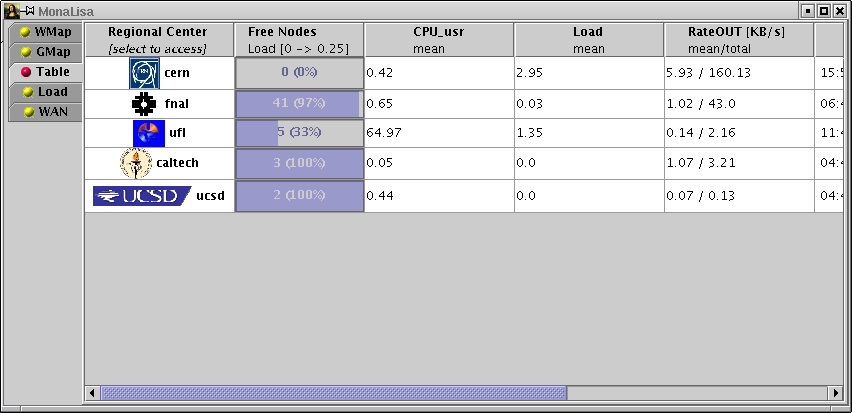 MonaLisa
WMap
GMap
Table
Load
WAN
Regional Center Free Nodes CPU_usr Load RateOUT [KB/s]
[select to access] Load [0 -> 0.25] mean mean mean/total
cern 0 (0%) 0.42 2.95 5.93 / 160.13 15:5
fnal 41 (97%) 0.65 0.03 1.02 / 43.0 06:4
ufl 5 (33%) 64.97 1.35 0.14 / 2.16 11:4
caltech 3 (100%) 0.05 0.0 1.07 / 3.21 04:4
UCSD ucsd 2 (100%) 0.44 0.0 0.07 / 0.13 04:4